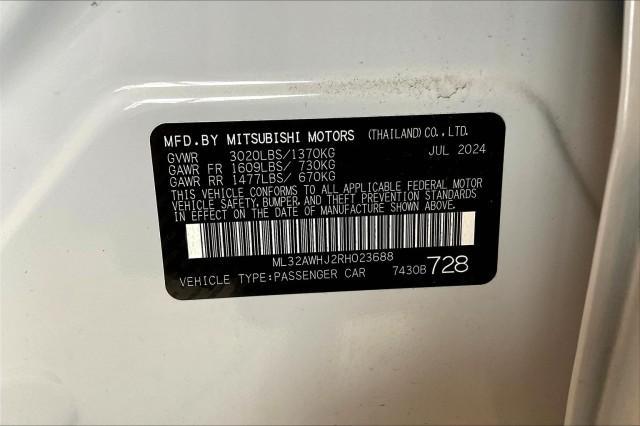 MFD.BY MITSUBISHI MOTORS (THAILAND) CO.,LTD.
GVWR 3020LBS/1370KG JUL 2024
GAWR FR 1609LBS/ 730KG
GAWR RR 1477LBS/ 670KG
THIS VEHICLE CONFORMS TO ALL APPLICABLE FEDERAL MOTOR
VEHICLE SAFETY, BUMPER, AND THEFT PREVENTION STANDARDS
IN EFFECT ON THE DATE OF MANUFACTURE SHOWN ABOVE.
ML32AWHJ2RH023688
VEHICLE TYPE:PASSENGER CAR 7430B 728